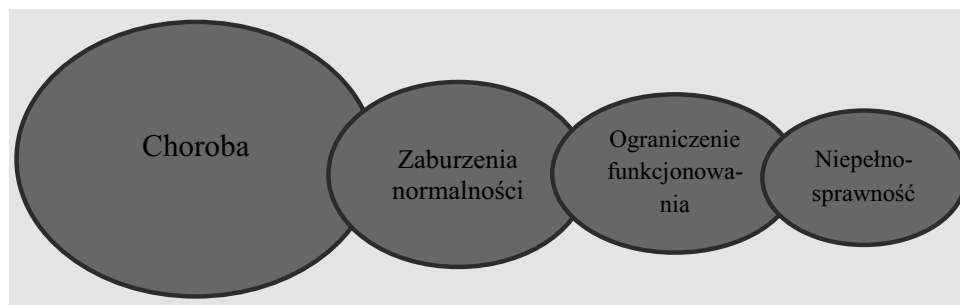 Choroba
Zaburzenia
normalności
Ograniczenie
funkcjonowa-
nia
Niepełno-
sprawność